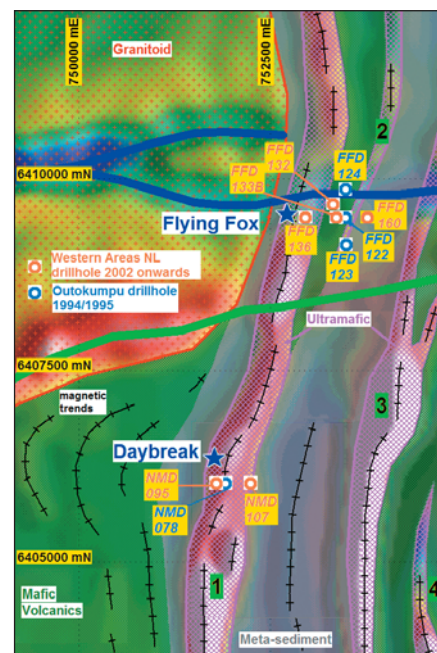 750000 mE
752500 mE
Granitoid
2
FFD
132
FFD
133B
FFD
124
6410000 mN
Flying Fox
FFD
136
FFD
160
FFD
122
FFD
123
Western Areas NL
drillhole 2002 onwards
Outokumpu drillhole
1994/1995
Ultramafic
6407500 mN
magnetic
trends
3
Daybreak
NMD
095
NMD
078
NMD
107
6405000 mN
1
4
Mafic
Volcanics
Meta-sediment